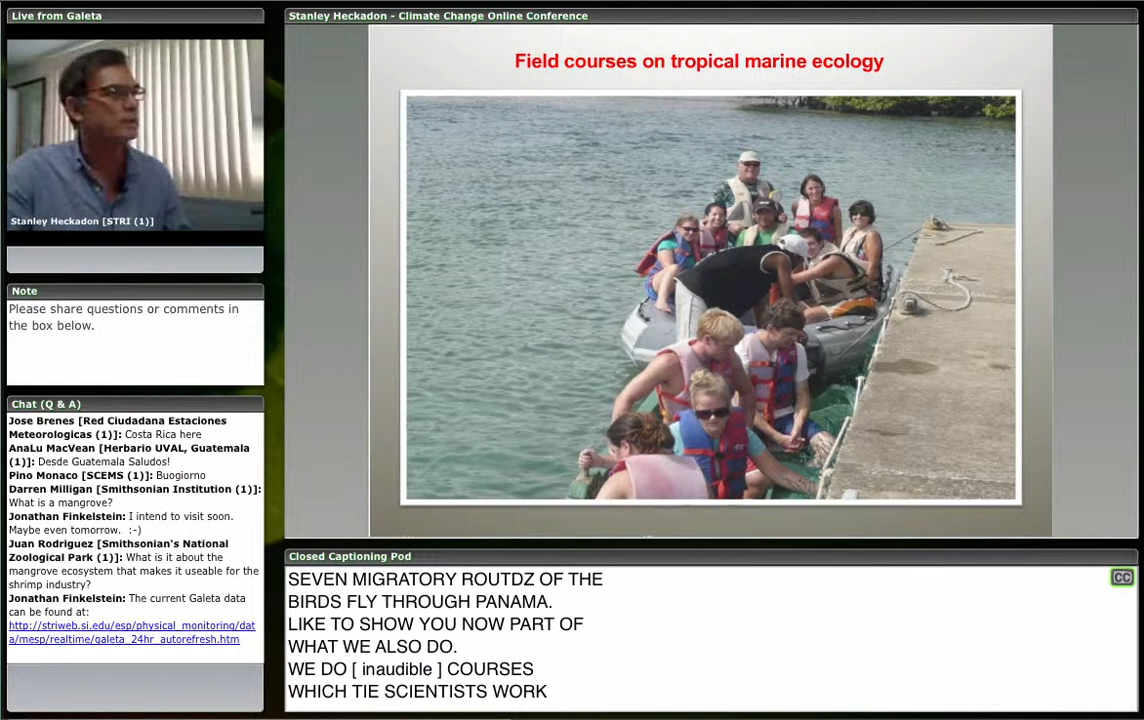 Live from Galeta
Stanley Heckadon [STRI (1)]
Note
Please share questions or comments in
the box below.
Chat (Q & A)
Jose Brenes [Red Ciudadana Estaciones
Meteorologicas (1)]: Costa Rica here
AnaLu MacVean [Herbario UVAL, Guatemala
(1)]: Desde Guatemala Saludos!
Pino Monaco [SCEMS (1)]: Buogiorno
Darren Milligan [Smithsonian Institution (1)]:
What is a mangrove?
Jonathan Finkelstein: I intend to visit soon.
Maybe even tomorrow. :-)
Juan Rodriguez [Smithsonian's National
Zoological Park (1)]: What is it about the
mangrove ecosystem that makes it useable for the
shrimp industry?
Jonathan Finkelstein: The current Galeta data
can be found at:
http://striweb.si.edu/esp/physical_monitoring/dat
a/mesp/realtime/galeta_24hr_autorefresh.htm
Stanley Heckadon - Climate Change Online Conference
Field courses on tropical marine ecology
Closed Captioning Pod
CC
SEVEN MIGRATORY ROUTDZ OF THE
BIRDS FLY THROUGH PANAMA.
LIKE TO SHOW YOU NOW PART OF
WHAT WE ALSO DO.
WE DO [ inaudible ] COURSES
WHICH TIE SCIENTISTS WORK